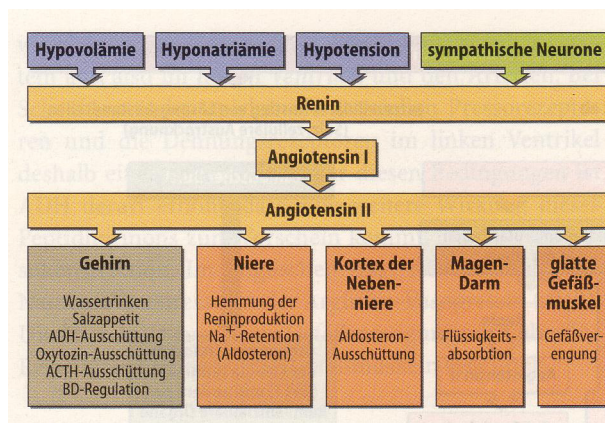 Hypovolämie
Hyponatriämie
Hypotension
sympathische Neurone
Renin
Angiotensin I
Angiotensin II
Gehirn
Wassertrinken
Salzappetit
ADH-Ausschüttung
Oxytozin-Ausschüttung
ACTH-Ausschüttung
BD-Regulation
Niere
Hemmung der
Reninproduktion
Na⁺-Retention
(Aldosteron)
Kortex der
Neben-
niere
Aldosteron-
Ausschüttung
Magen-
Darm
Flüssigkeits-
absorbtion
glatte
Gefäß-
muskel
Gefäßver-
engung